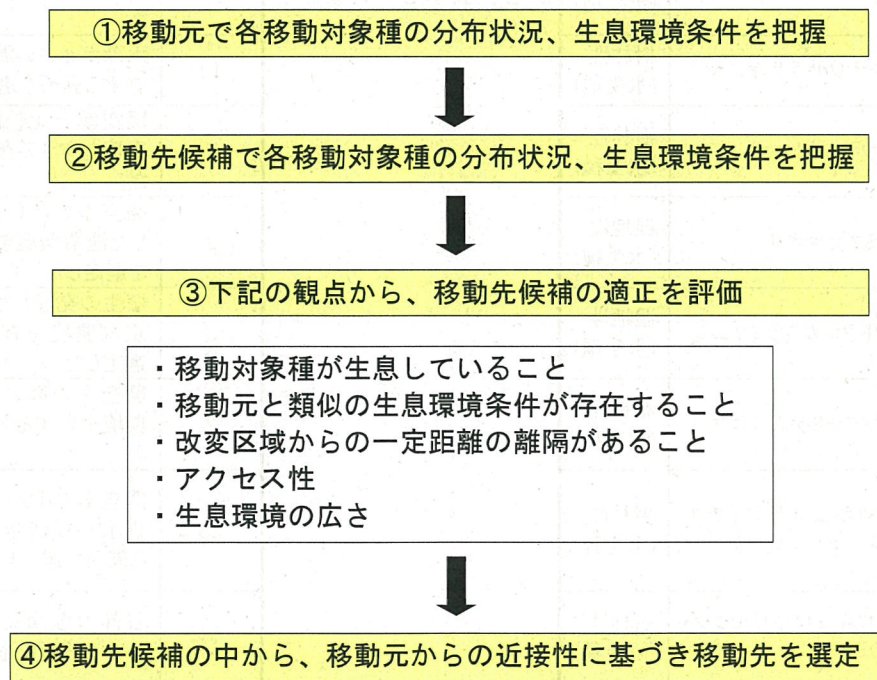 ①移動元で各移動対象種の分布状況、生息環境条件を把握
②移動先候補で各移動対象種の分布状況、生息環境条件を把握
③下記の観点から、移動先候補の適正を評価
・移動対象種が生息していること
・移動元と類似の生息環境条件が存在すること
・改変区域からの一定距離の離隔があること
・アクセス性
・生息環境の広さ
④移動先候補の中から、移動元からの近接性に基づき移動先を選定